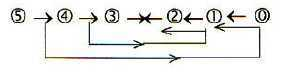 ⑤ ④ ③ ② ① ⓪